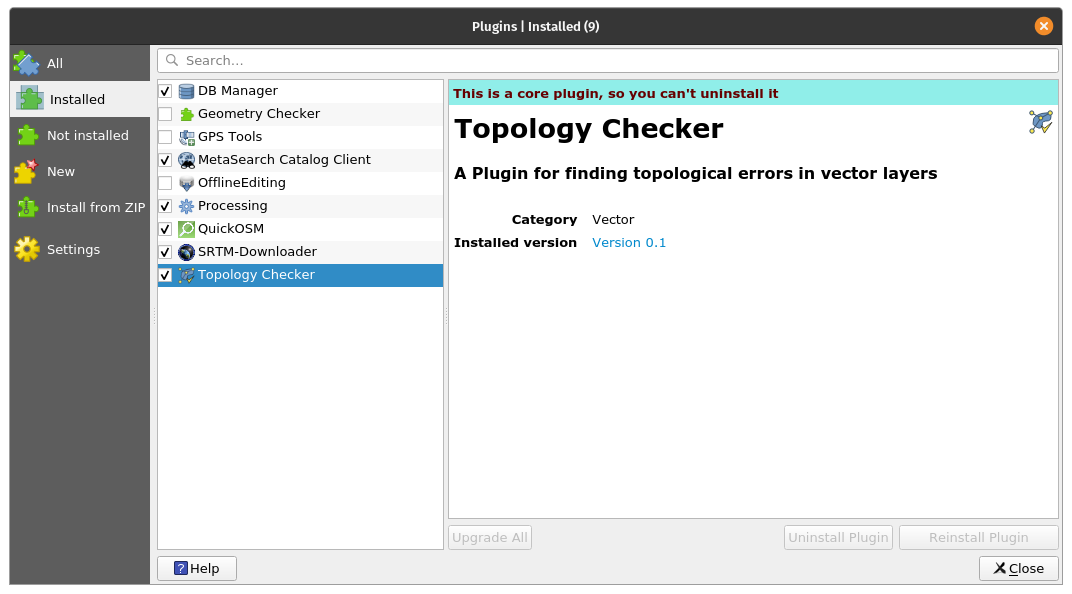 Plugins | Installed (9)
All
Installed
Not installed
New
Install from ZIP
Settings
Search...
DB Manager
Geometry Checker
GPS Tools
MetaSearch Catalog Client
OfflineEditing
Processing
QuickOSM
SRTM-Downloader
Topology Checker
This is a core plugin, so you can't uninstall it
Topology Checker
A Plugin for finding topological errors in vector layers
Category Vector
Installed version Version 0.1
Upgrade All
Uninstall Plugin
Reinstall Plugin
Help
Close